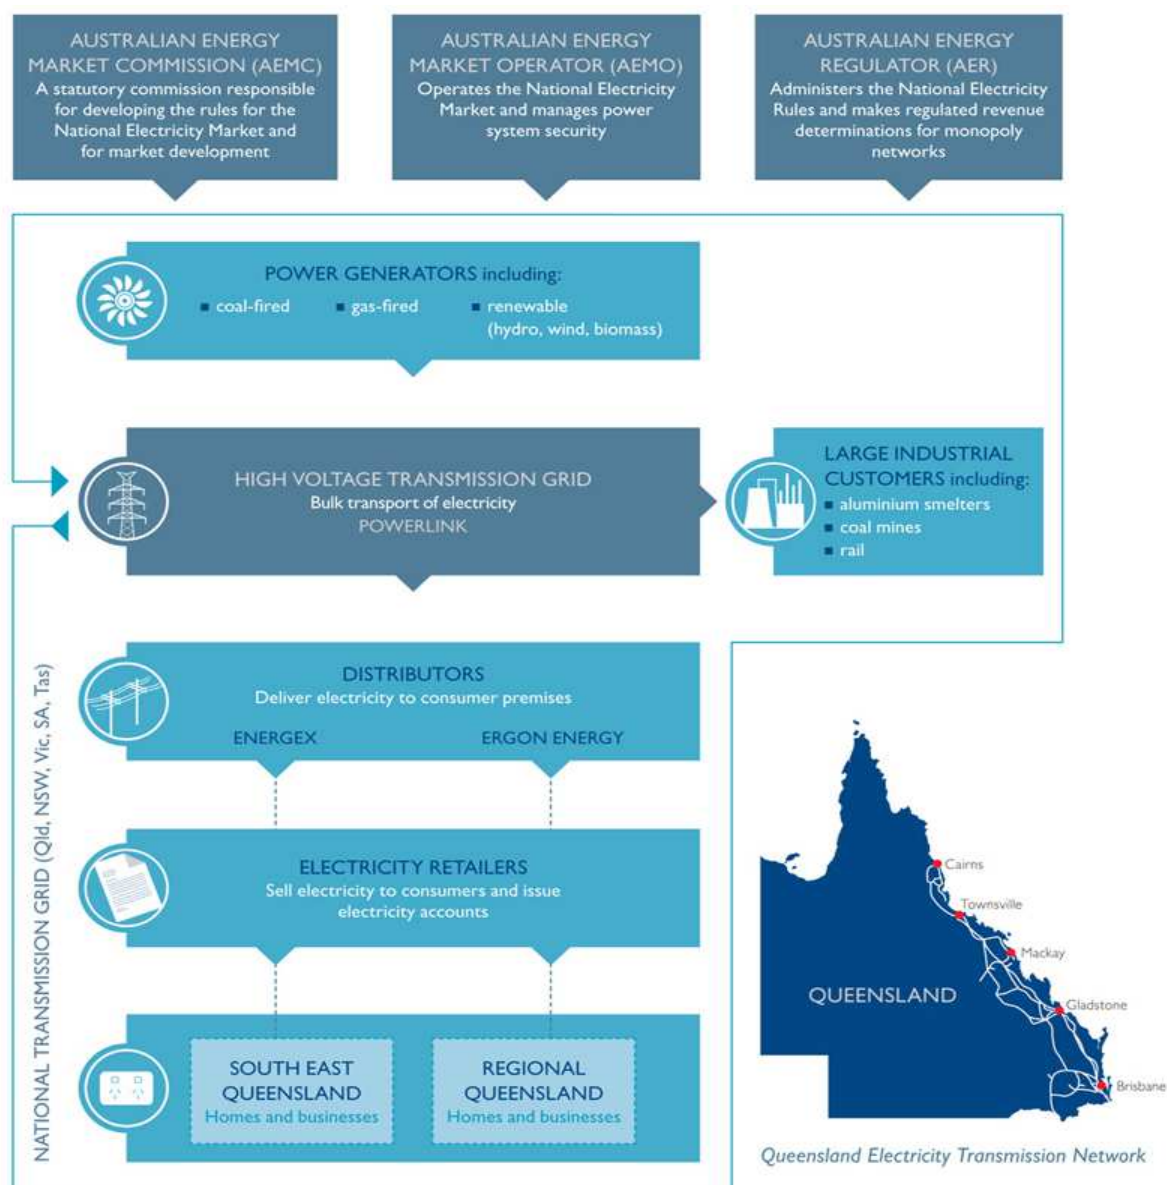 AUSTRALIAN ENERGY
MARKET COMMISSION (AEMC)
A statutory commission responsible
for developing the rules for the
National Electricity Market and
for market development
AUSTRALIAN ENERGY
MARKET OPERATOR (AEMO)
Operates the National Electricity
Market and manages power
system security
AUSTRALIAN ENERGY
REGULATOR (AER)
Administers the National Electricity
Rules and makes regulated revenue
determinations for monopoly
networks
POWER GENERATORS including:
coal-fired
gas-fired
renewable
(hydro, wind, biomass)
HIGH VOLTAGE TRANSMISSION GRID
Bulk transport of electricity
POWERLINK
LARGE INDUSTRIAL
CUSTOMERS including:
aluminium smelters
coal mines
rail
NATIONAL TRANSMISSION GRID (Qld, NSW, Vic, SA, Tas)
DISTRIBUTORS
Deliver electricity to consumer premises
ENERGEX
ERGON ENERGY
ELECTRICITY RETAILERS
Sell electricity to consumers and issue
electricity accounts
SOUTH EAST
QUEENSLAND
Homes and businesses
REGIONAL
QUEENSLAND
Homes and businesses
Cairns
Townsville
Mackay
QUEENSLAND
Gladstone
Brisbane
Queensland Electricity Transmission Network